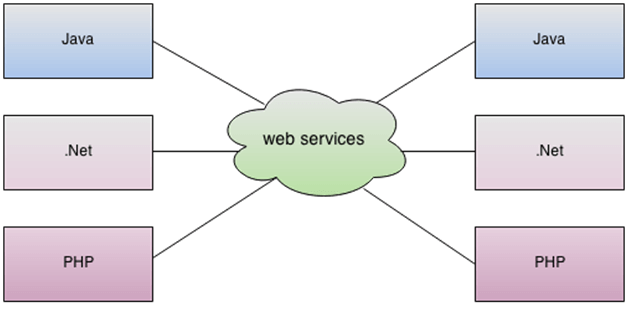 Java
Java
web services
.Net
.Net
PHP
PHP